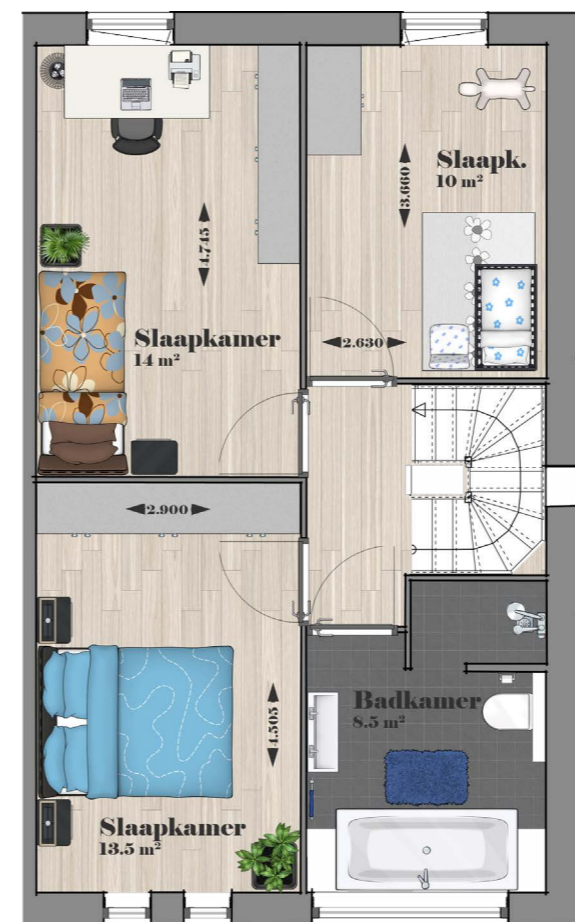 Slaapk.
10 m²
3.660
4.745
Slaapkamer
14 m²
2.630
2.900
Badkamer
8.5 m²
4.505
Slaapkamer
13.5 m²